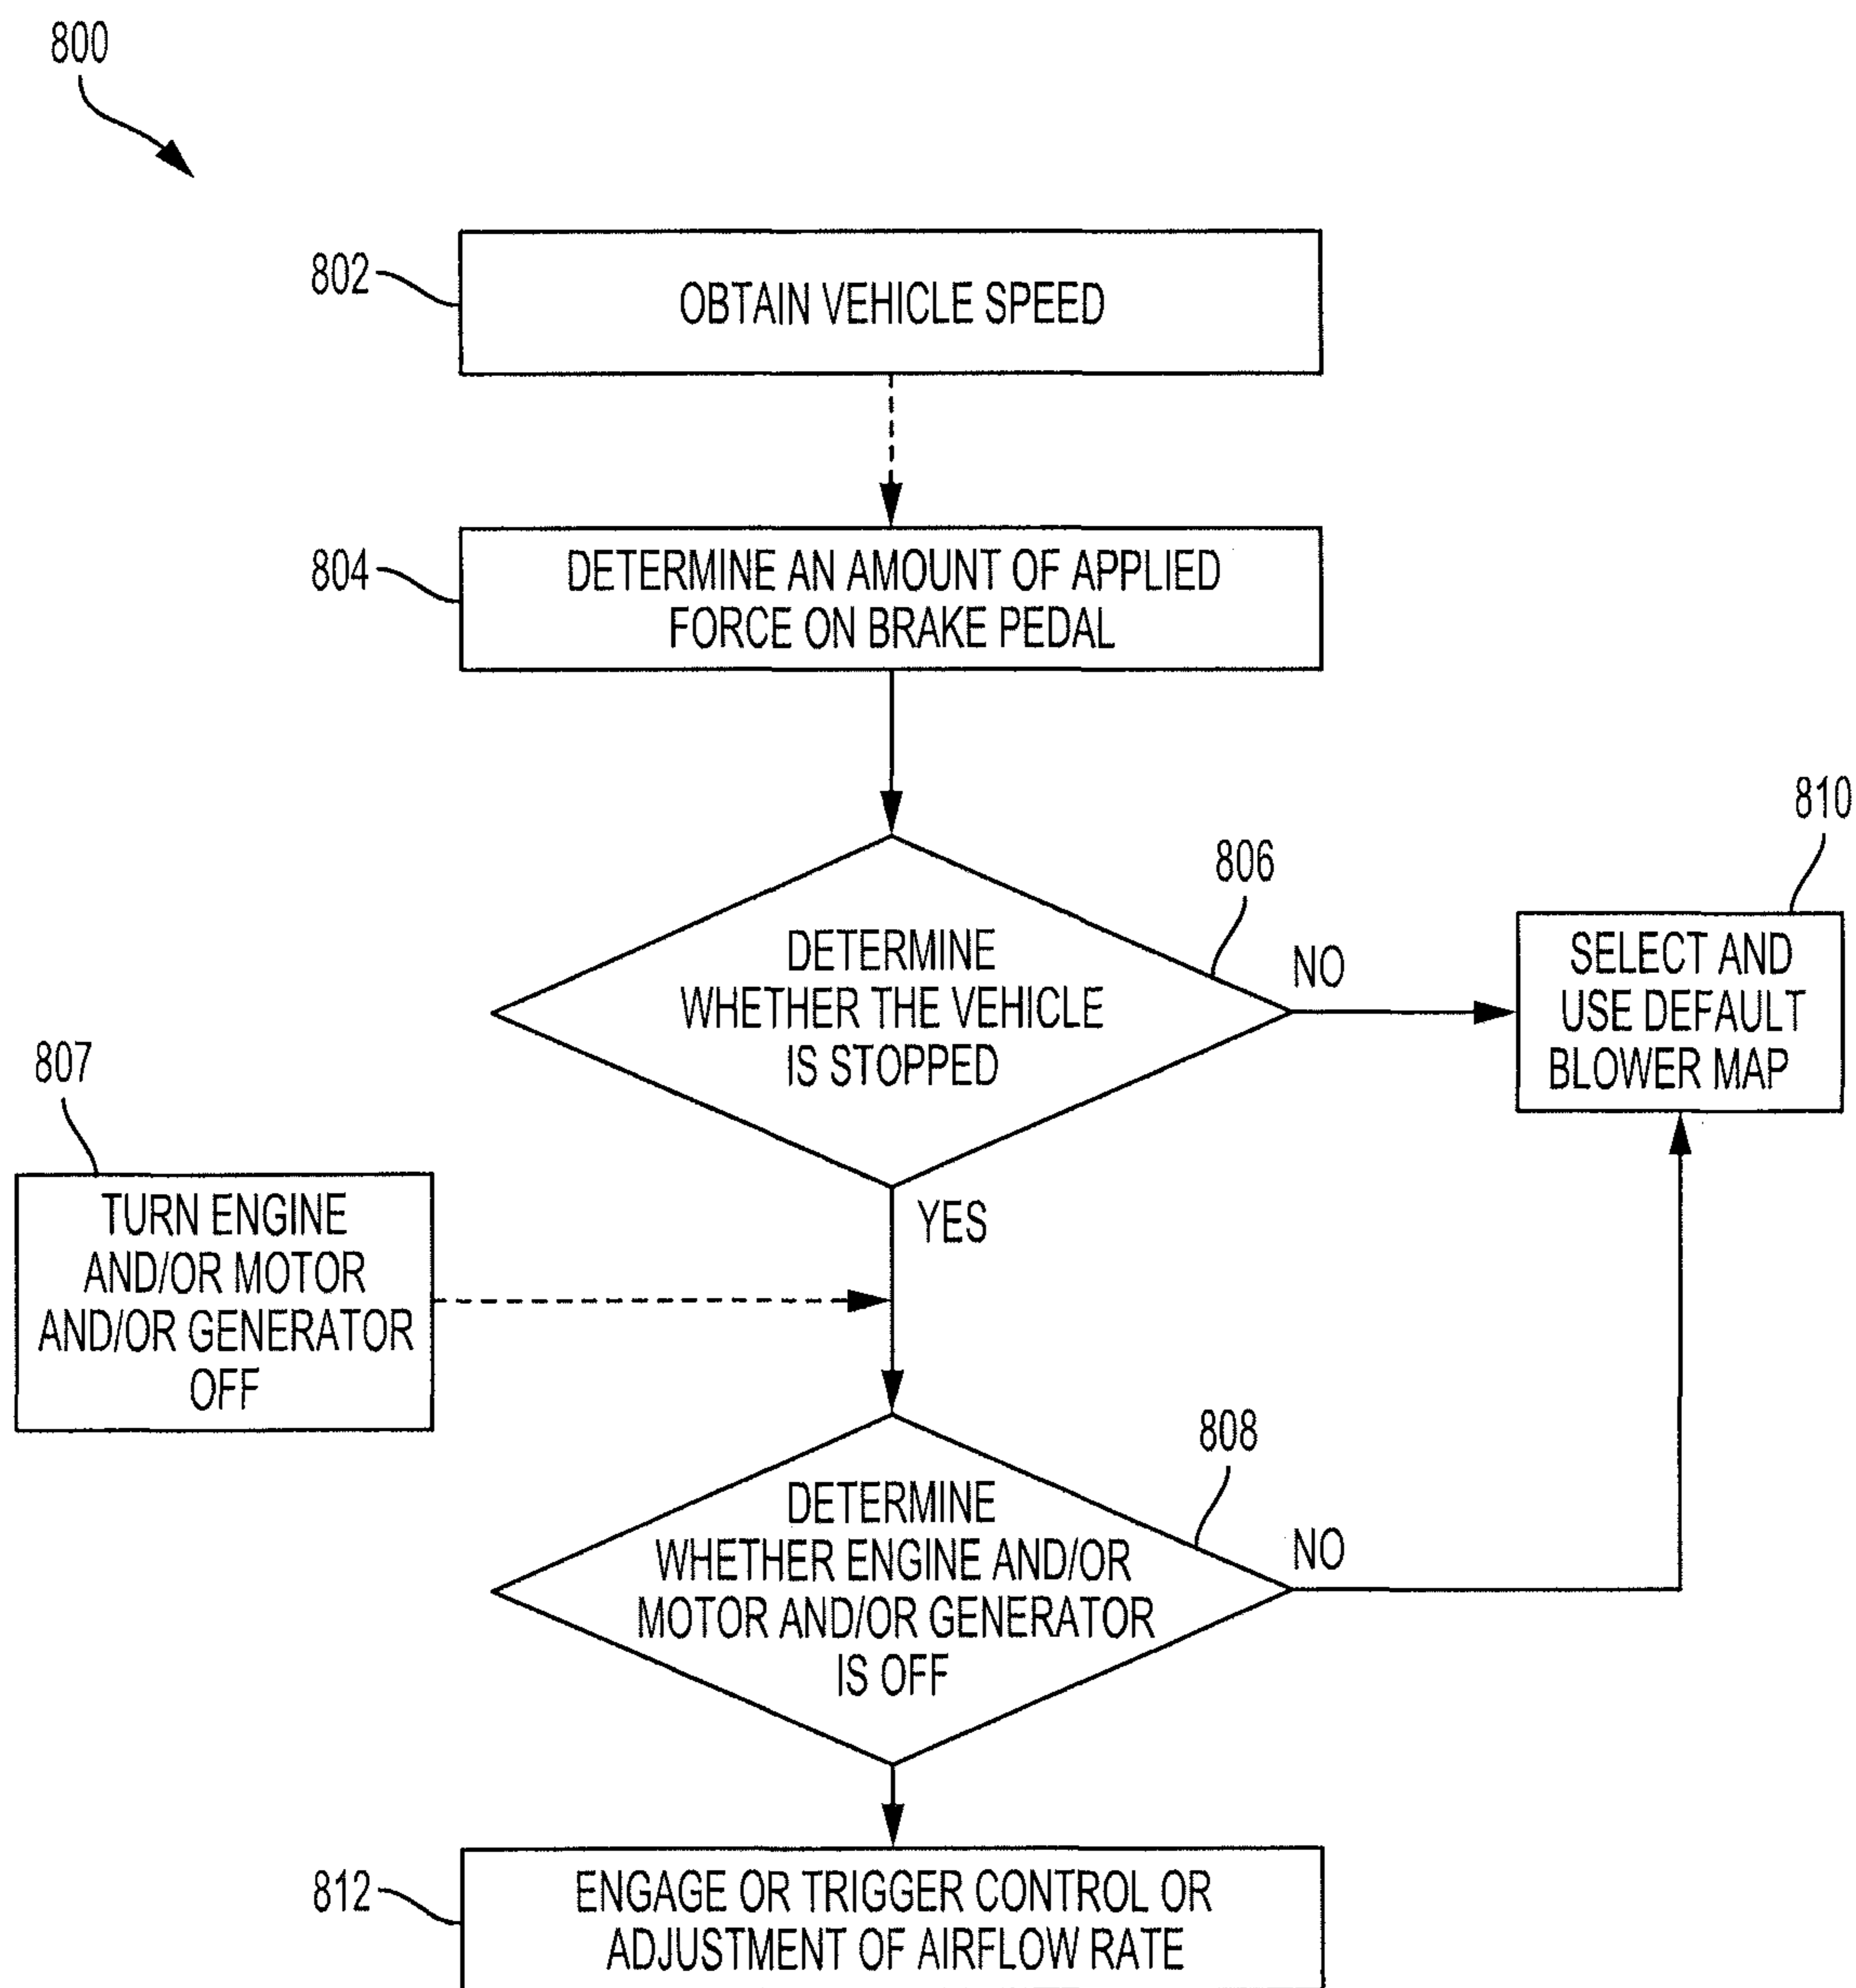 800
802
OBTAIN VEHICLE SPEED
804
DETERMINE AN AMOUNT OF APPLIED
FORCE ON BRAKE PEDAL
806
DETERMINE
WHETHER THE VEHICLE
IS STOPPED
NO
810
SELECT AND
USE DEFAULT
BLOWER MAP
YES
807
TURN ENGINE
AND/OR MOTOR
AND/OR GENERATOR
OFF
808
DETERMINE
WHETHER ENGINE AND/OR
MOTOR AND/OR GENERATOR
IS OFF
NO
812
ENGAGE OR TRIGGER CONTROL OR
ADJUSTMENT OF AIRFLOW RATE